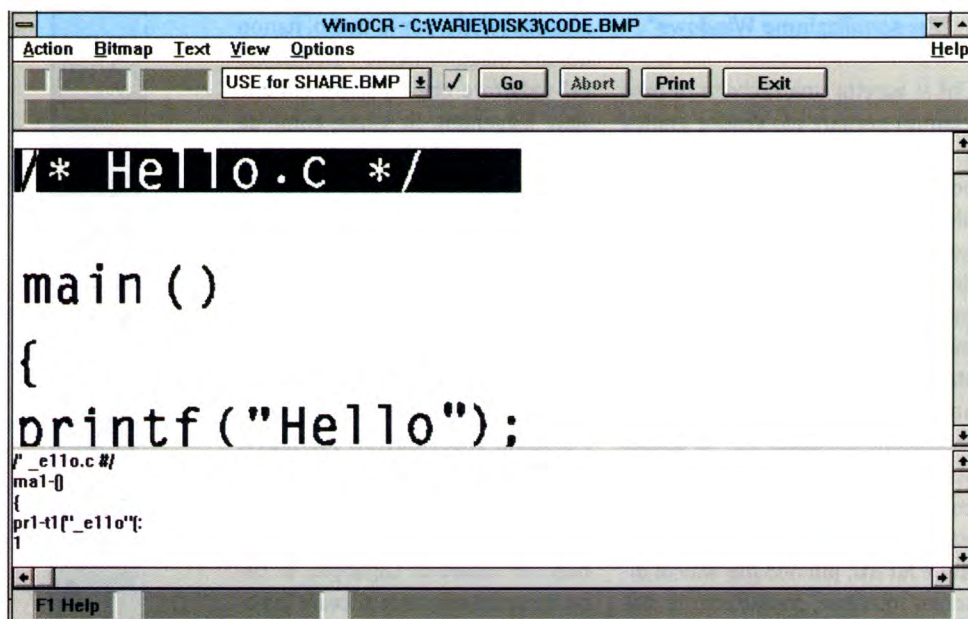 WinOCR - C:\VARIE\DISK3\CODE.BMP
Action Bitmap Text View Options Help
USE for SHARE.BMP Go Abort Print Exit
/* Hello.c */
main ()
{
printf ("Hello");
/" _e11o.c #/
ma1-()
{
pr1-t1("_e11o"(:
1
F1 Help